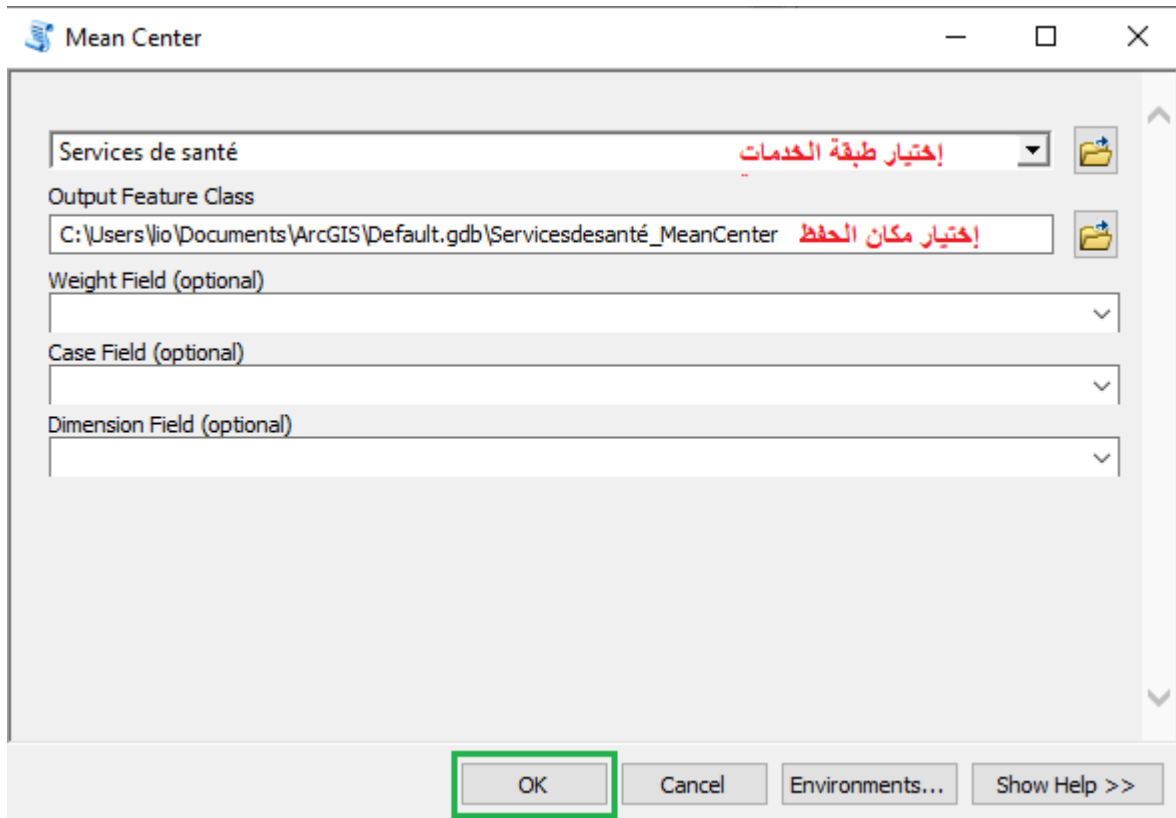 Mean Center
Services de santé إختيار طبقة الخدمات
Output Feature Class
C:\Users\lio\Documents\ArcGIS\Default.gdb\Servicesdesanté_MeanCenter إختيار مكان الحفظ
Weight Field (optional)
Case Field (optional)
Dimension Field (optional)
OK Cancel Environments... Show Help >>